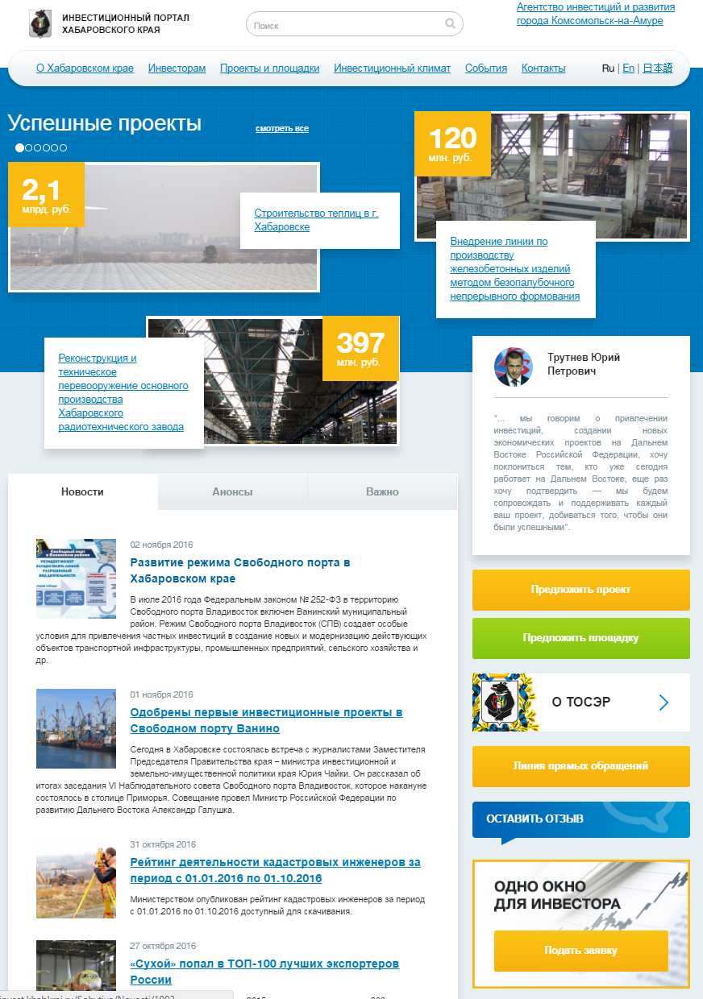 ИНВЕСТИЦИОННЫЙ ПОРТАЛ
ХАБАРОВСКОГО КРАЯ
Поиск
Агентство инвестиций и развития
города Комсомольск-на-Амуре
О Хабаровском крае Инвесторам Проекты и площадки Инвестиционный климат События Контакты Ru | En | 日本語
Успешные проекты
смотреть все
2,1
млрд. руб.
Строительство теплиц в г.
Хабаровске
120
млн. руб.
Внедрение линии по
производству
железобетонных изделий
методом безопалубочного
непрерывного формования
397
млн. руб.
Реконструкция и
техническое
перевооружение основного
производства
Хабаровского
радиотехнического завода
Трутнев Юрий
Петрович
"... мы говорим о привлечении
инвестиций, создании новых
экономических проектов на Дальнем
Востоке Российской Федерации, хочу
поклониться тем, кто уже сегодня
работает на Дальнем Востоке, еще раз
хочу подтвердить — мы будем
сопровождать и поддерживать каждый
ваш проект, добиваться того, чтобы они
были успешными".
Новости Анонсы Важно
Свободный порт
в Ванинском районе
РЕЗИДЕНТ МОЖЕТ
ОСУЩЕСТВЛЯТЬ ЛЮБОЙ
РАЗРЕШЕННЫЙ
ВИД ДЕЯТЕЛЬНОСТИ
02 ноября 2016
Развитие режима Свободного порта в
Хабаровском крае
В июле 2016 года Федеральным законом № 252-ФЗ в территорию
Свободного порта Владивосток включен Ванинский муниципальный
район. Режим Свободного порта Владивосток (СПВ) создает особые
условия для привлечения частных инвестиций в создание новых и модернизацию действующих
объектов транспортной инфраструктуры, промышленных предприятий, сельского хозяйства и
др.
01 ноября 2016
Одобрены первые инвестиционные проекты в
Свободном порту Ванино
Сегодня в Хабаровске состоялась встреча с журналистами Заместителя
Председателя Правительства края – министра инвестиционной и
земельно-имущественной политики края Юрия Чайки. Он рассказал об
итогах заседания VI Наблюдательного совета Свободного порта Владивосток, которое накануне
состоялось в столице Приморья. Совещание провел Министр Российской Федерации по
развитию Дальнего Востока Александр Галушка.
31 октября 2016
Рейтинг деятельности кадастровых инженеров за
период с 01.01.2016 по 01.10.2016
Министерством опубликован рейтинг кадастровых инженеров за период
с 01.01.2016 по 01.10.2016 доступный для скачивания.
27 октября 2016
«Сухой» попал в ТОП-100 лучших экспортеров
России
Предложить проект
Предложить площадку
О ТОСЭР
Линия прямых обращений
ОСТАВИТЬ ОТЗЫВ
ОДНО ОКНО
ДЛЯ ИНВЕСТОРА
Подать заявку